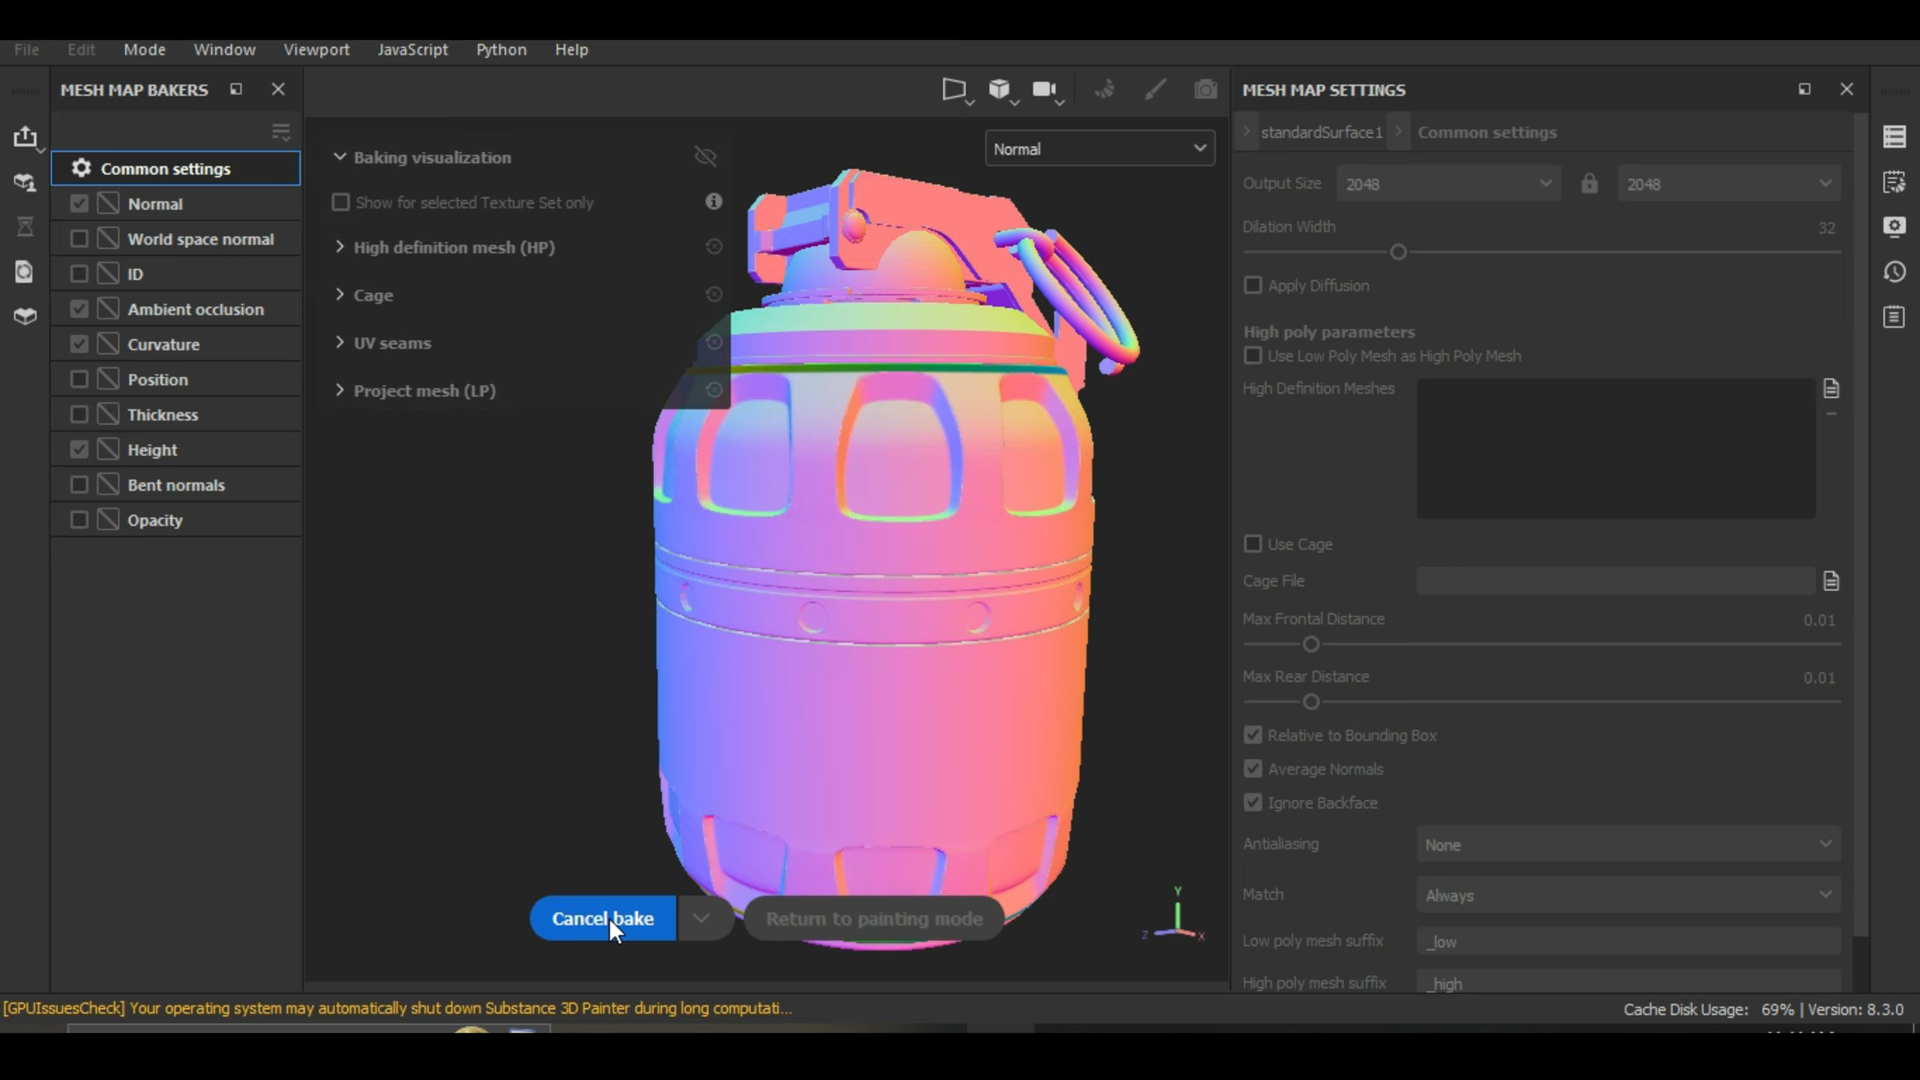 File Edit Mode Window Viewport JavaScript Python Help
MESH MAP BAKERS
Common settings
Normal
World space normal
ID
Ambient occlusion
Curvature
Position
Thickness
Height
Bent normals
Opacity
Baking visualization
Show for selected Texture Set only
High definition mesh (HP)
Cage
UV seams
Project mesh (LP)
Normal
Cancel bake
Return to painting mode
Y
Z
X
MESH MAP SETTINGS
standardSurface1 Common settings
Output Size 2048 2048
Dilation Width 32
Apply Diffusion
High poly parameters
Use Low Poly Mesh as High Poly Mesh
High Definition Meshes
Use Cage
Cage File
Max Frontal Distance 0.01
Max Rear Distance 0.01
Relative to Bounding Box
Average Normals
Ignore Backface
Antialiasing None
Match Always
Low poly mesh suffix _low
High poly mesh suffix _high
[GPUIssuesCheck] Your operating system may automatically shut down Substance 3D Painter during long computati...
Cache Disk Usage: 69% | Version: 8.3.0